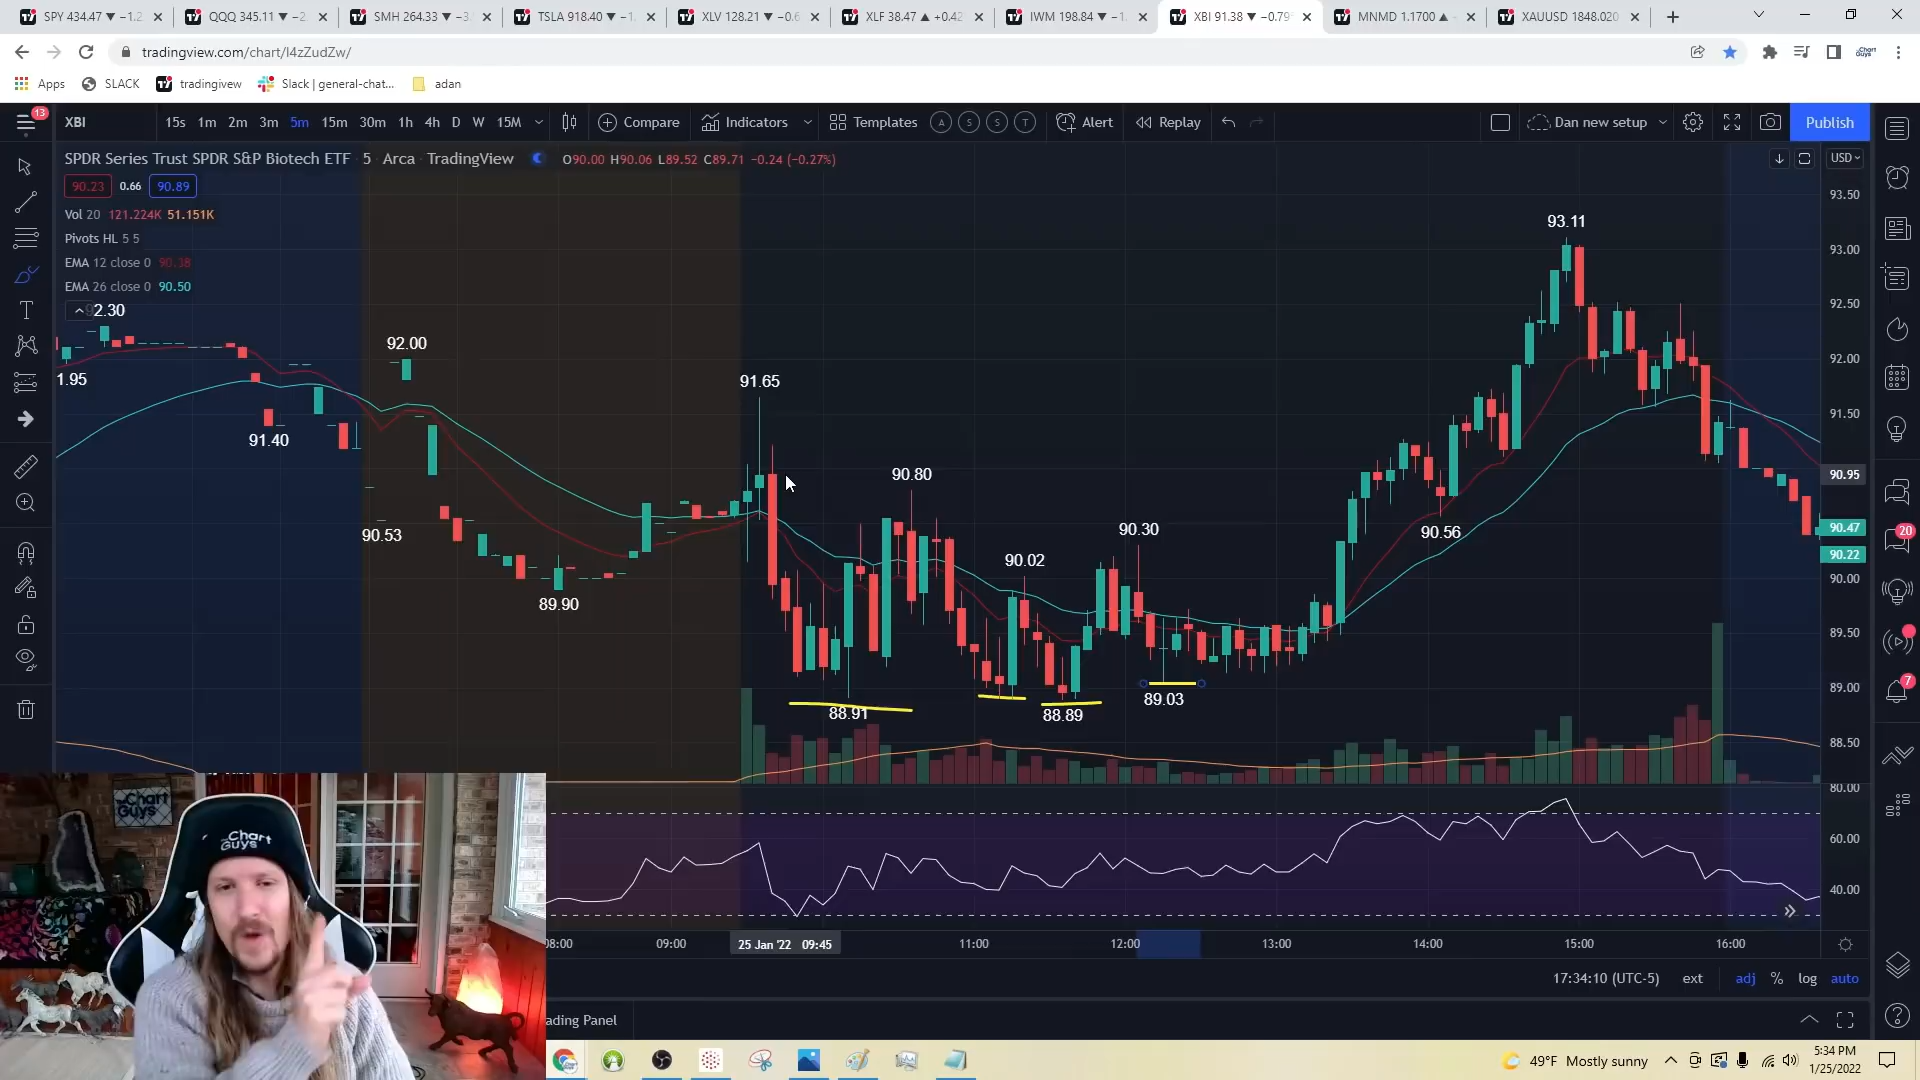 SPY 434.47 ▼ −1.2
QQQ 345.11 ▼ −2
SMH 264.33 ▼ −3.
TSLA 918.40 ▼ −1.
XLV 128.21 ▼ −0.6
XLF 38.47 ▲ +0.42
IWM 198.84 ▼ −1.
XBI 91.38 ▼ −0.79
MNMD 1.1700 ▲
XAUUSD 1848.020
tradingview.com/chart/I4zZudZw/
Apps SLACK tradingivew Slack | general-chat... adan
13
XBI 15s 1m 2m 3m 5m 15m 30m 1h 4h D W 15M Compare Indicators Templates A S S T Alert Replay Dan new setup Publish
SPDR Series Trust SPDR S&P Biotech ETF 5 Arca TradingView O90.00 H90.06 L89.52 C89.71 −0.24 (−0.27%) USD
90.23 0.66 90.89
Vol 20 121.224K 51.151K
Pivots HL 5 5
EMA 12 close 0 90.38
EMA 26 close 0 90.50
92.30
1.95
91.40
92.00
90.53
89.90
91.65
88.91
90.80
90.02
88.89
90.30
89.03
90.56
93.11
93.50
93.00
92.50
92.00
91.50
90.95
90.47
90.22
90.00
89.50
89.00
88.50
80.00
60.00
40.00
20
7
08:00 09:00 25 Jan '22 09:45 11:00 12:00 13:00 14:00 15:00 16:00
17:34:10 (UTC-5) ext adj % log auto
ading Panel
Chart
Guys
Chart
Guys
49°F Mostly sunny
5:34 PM
1/25/2022